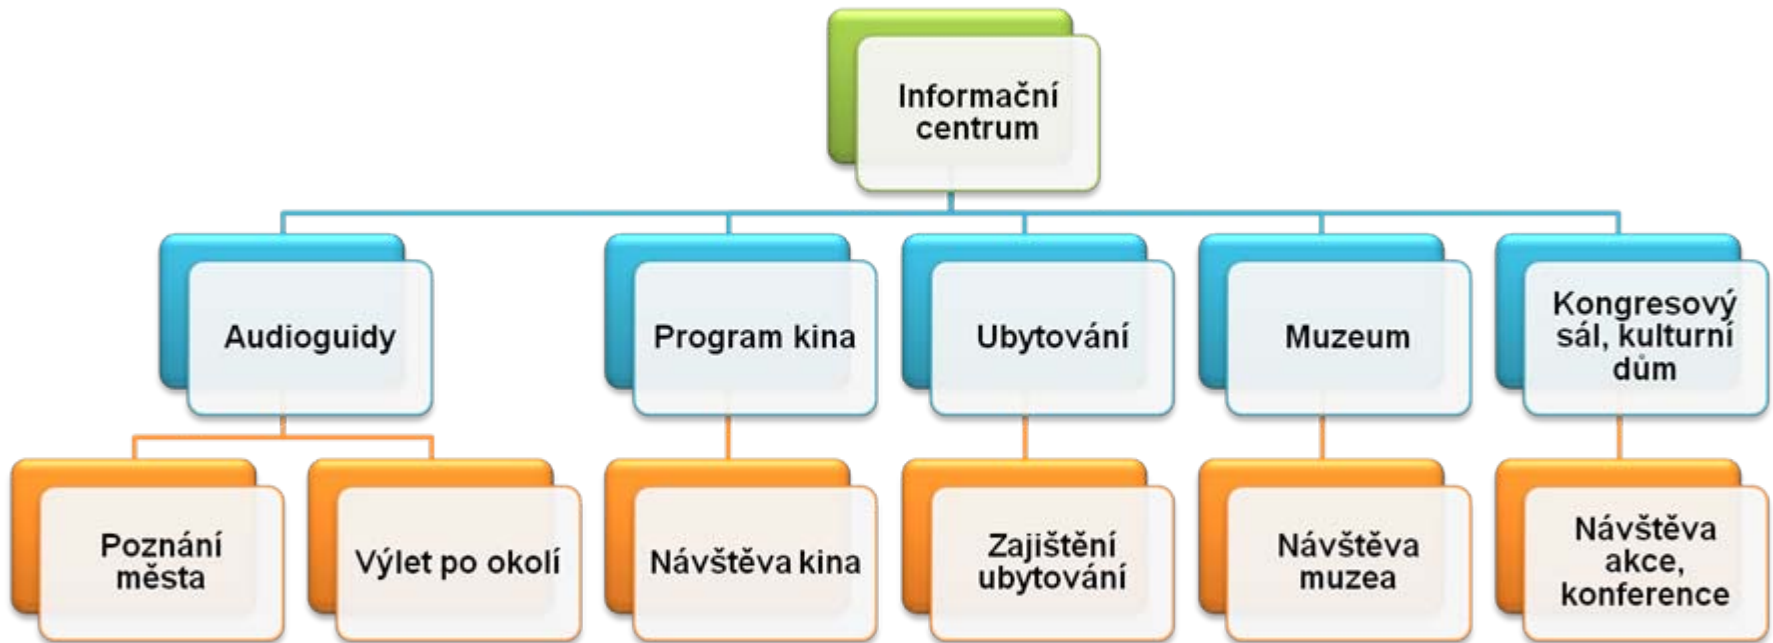 Informační
centrum
Audioguidy
Program kina
Ubytování
Muzeum
Kongresový
sál, kulturní
dům
Poznání
města
Výlet po okolí
Návštěva kina
Zajištění
ubytování
Návštěva
muzea
Návštěva
akce,
konference